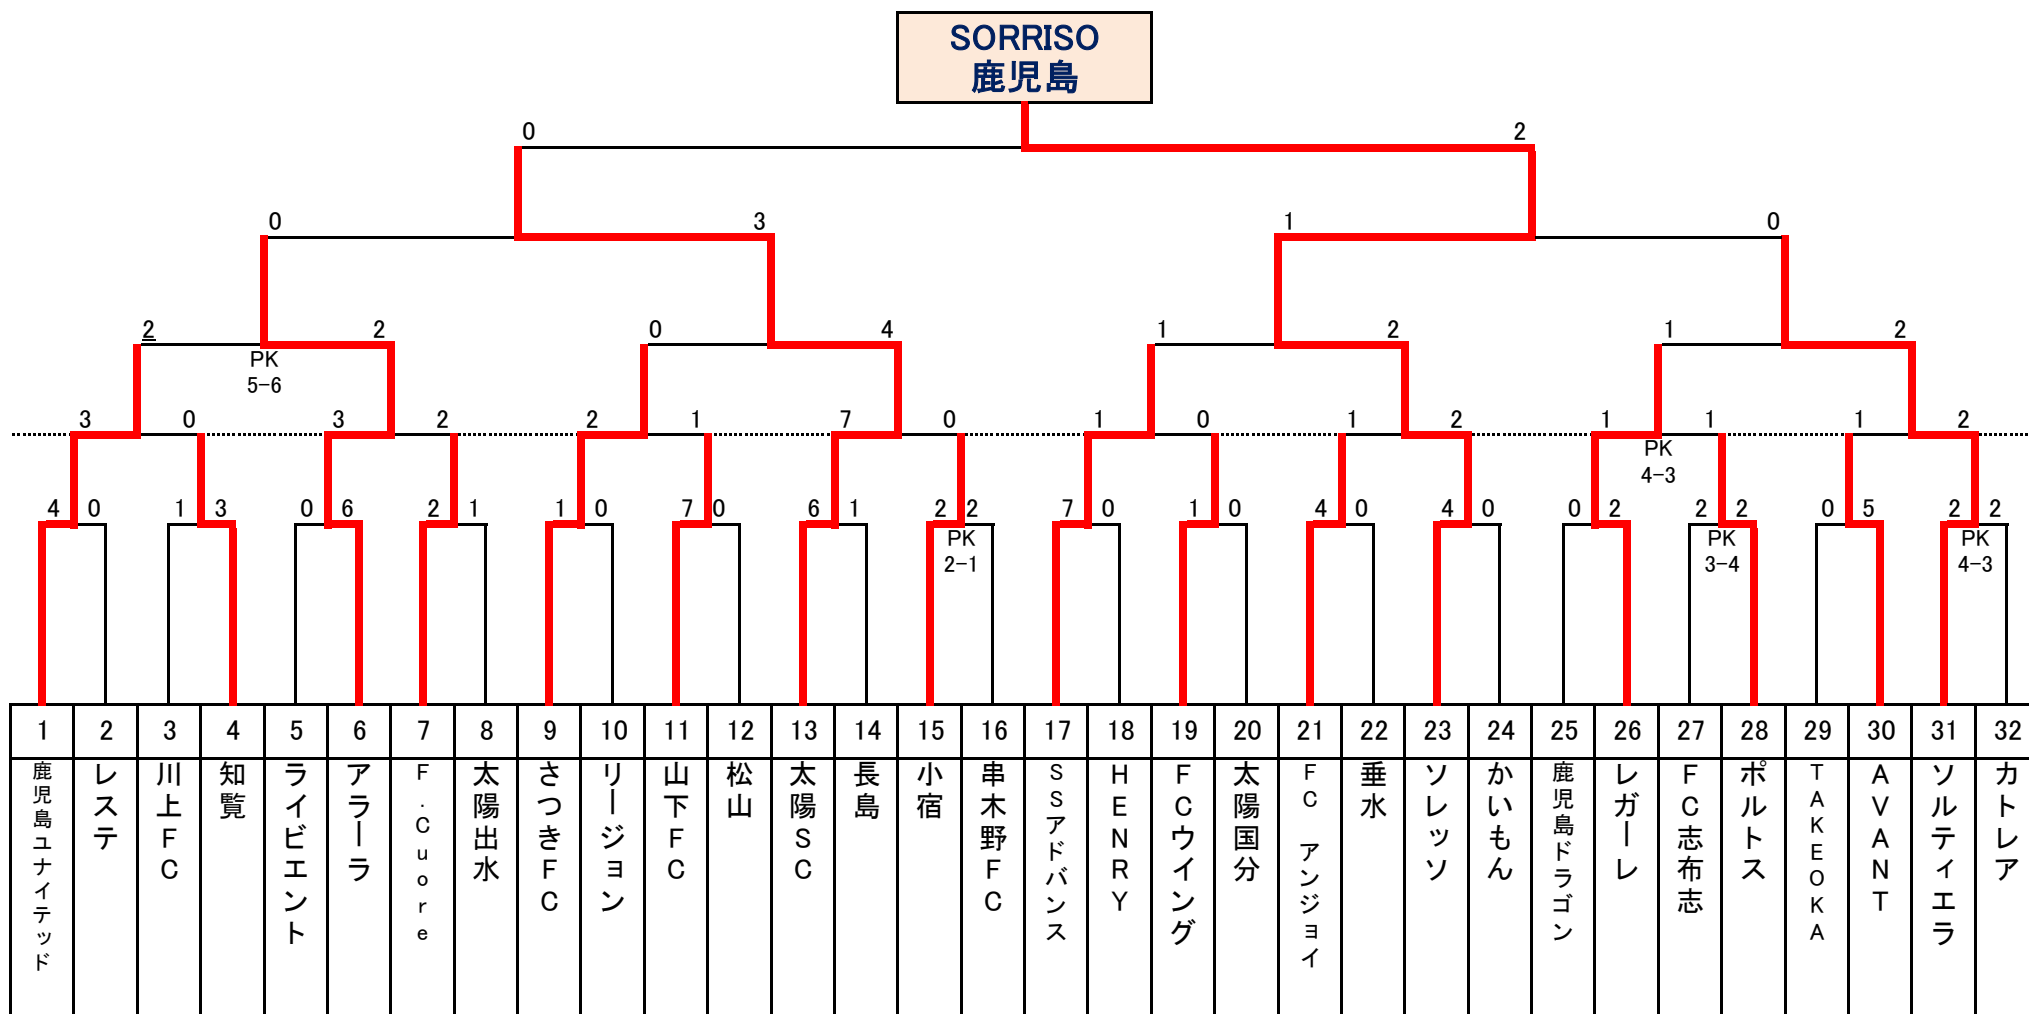 SORRISO
鹿児島
0 2
0 3 1 0
2 2 0 4 1 2 1 2
PK
5-6
3 0 3 2 2 1 7 0 1 0 1 2 1 1 1 2
PK
4-3
4 0 1 3 0 6 2 1 1 0 7 0 6 1 2 2 7 0 1 0 4 0 4 0 0 2 2 2 0 5 2 2
PK PK PK
2-1 3-4 4-3
1 2 3 4 5 6 7 8 9 10 11 12 13 14 15 16 17 18 19 20 21 22 23 24 25 26 27 28 29 30 31 32
鹿児島ユナイテッド
レステ
川上FC
知覧
ライビエント
アラーラ
F.Cuore
太陽出水
さつきFC
リージョン
山下FC
松山
太陽SC
長島
小宿
串木野FC
SSアドバンス
HENRY
FCウイング
太陽国分
FC アンジョイ
垂水
ソレッソ
かいもん
鹿児島ドラゴン
レガーレ
FC志布志
ポルトス
TAKEOKA
AVANT
ソルティエラ
カトレア